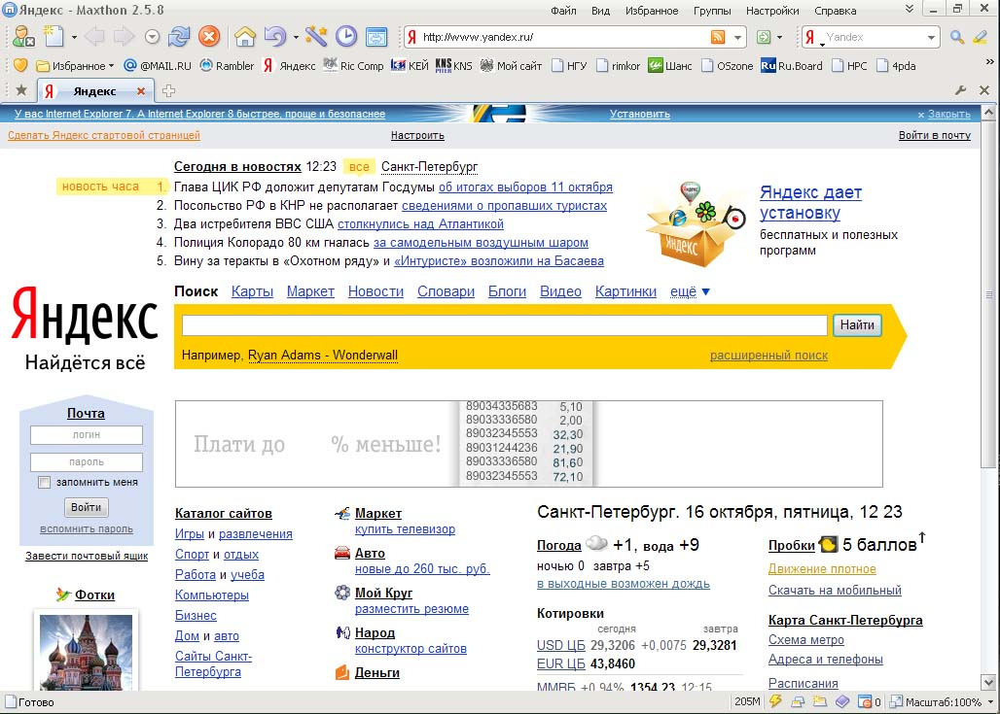 Яндекс - Maxthon 2.5.8
Файл Вид Избранное Группы Настройки Справка
http://www.yandex.ru/
Yandex
Избранное @MAIL.RU Rambler Яндекс Ric Comp КЕЙ KNS Мой сайт НГУ rimkor Шанс OSzone Ru.Board НРС 4pda
Яндекс
У вас Internet Explorer 7. А Internet Explorer 8 быстрее, проще и безопаснее Установить × Закрыть
Сделать Яндекс стартовой страницей Настроить Войти в почту
Сегодня в новостях 12:23 все Санкт-Петербург
новость часа 1. Глава ЦИК РФ доложит депутатам Госдумы об итогах выборов 11 октября
2. Посольство РФ в КНР не располагает сведениями о пропавших туристах
3. Два истребителя ВВС США столкнулись над Атлантикой
4. Полиция Колорадо 80 км гналась за самодельным воздушным шаром
5. Вину за теракты в «Охотном ряду» и «Интуристе» возложили на Басаева
Яндекс
Яндекс дает
установку
бесплатных и полезных
программ
Поиск Карты Маркет Новости Словари Блоги Видео Картинки ещё ▼
Яндекс
Найдётся всё
Найти
Например, Ryan Adams - Wonderwall расширенный поиск
Плати до % меньше!
89034335683 5,10
89033336580 2,00
89032345553 32,30
89031244236 21,90
89033336580 81,60
89032345553 72,10
Почта
логин
пароль
запомнить меня
Войти
вспомнить пароль
Завести почтовый ящик
Фотки
Каталог сайтов
Игры и развлечения
Спорт и отдых
Работа и учеба
Компьютеры
Бизнес
Дом и авто
Сайты Санкт-
Петербурга
Маркет
купить телевизор
Авто
новые до 260 тыс. руб.
Мой Круг
разместить резюме
Народ
конструктор сайтов
Деньги
Санкт-Петербург. 16 октября, пятница, 12 23
Погода +1, вода +9
ночью 0 завтра +5
в выходные возможен дождь
Котировки
сегодня завтра
USD ЦБ 29,3206 +0,0075 29,3281
EUR ЦБ 43,8460
ММВБ +0,94% 1354,23 12:15
Пробки 5 баллов↑
Движение плотное
Скачать на мобильный
Карта Санкт-Петербурга
Схема метро
Адреса и телефоны
Расписания
Готово 205M 0 Масштаб:100%